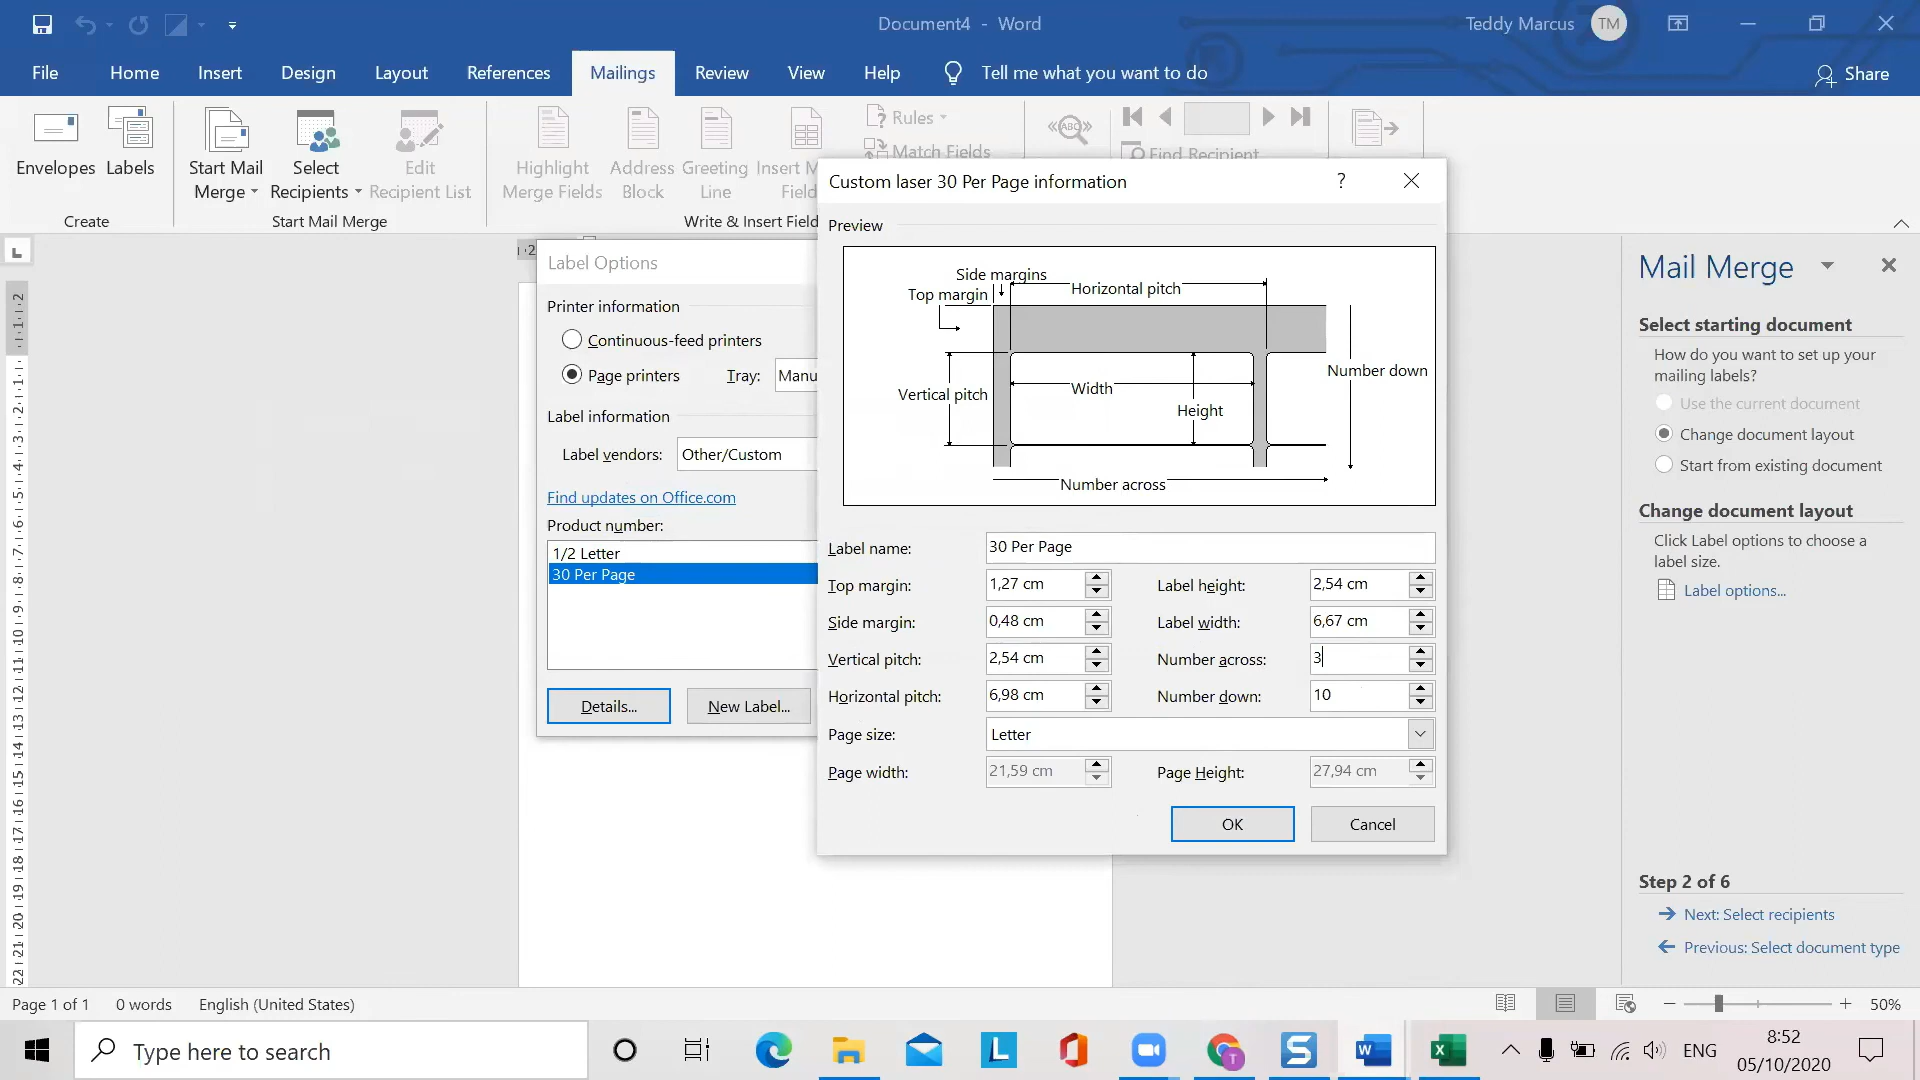 Document4 - Word
Teddy Marcus
TM
File
Home
Insert
Design
Layout
References
Mailings
Review
View
Help
Tell me what you want to do
Share
Envelopes
Labels
Start Mail
Merge
Select
Recipients
Edit
Recipient List
Highlight
Merge Fields
Address
Block
Greeting
Line
Insert M
Field
Rules
Match Fields
Find Recipient
ABC
Create
Start Mail Merge
Write & Insert Field
Custom laser 30 Per Page information
?
Preview
Side margins
Top margin
Horizontal pitch
Vertical pitch
Width
Height
Number down
Number across
Label name: 30 Per Page
Top margin: 1,27 cm
Label height: 2,54 cm
Side margin: 0,48 cm
Label width: 6,67 cm
Vertical pitch: 2,54 cm
Number across: 3
Horizontal pitch: 6,98 cm
Number down: 10
Page size: Letter
Page width: 21,59 cm
Page Height: 27,94 cm
OK
Cancel
Label Options
Printer information
Continuous-feed printers
Page printers
Tray: Manu
Label information
Label vendors: Other/Custom
Find updates on Office.com
Product number:
1/2 Letter
30 Per Page
Details...
New Label...
Mail Merge
Select starting document
How do you want to set up your
mailing labels?
Use the current document
Change document layout
Start from existing document
Change document layout
Click Label options to choose a
label size.
Label options...
Step 2 of 6
Next: Select recipients
Previous: Select document type
Page 1 of 1
0 words
English (United States)
50%
Type here to search
ENG
8:52
05/10/2020